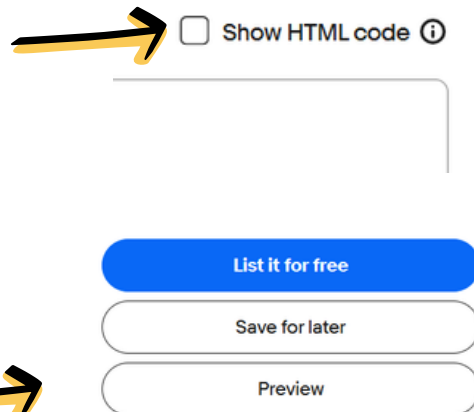 Show HTML code
List it for free
Save for later
Preview